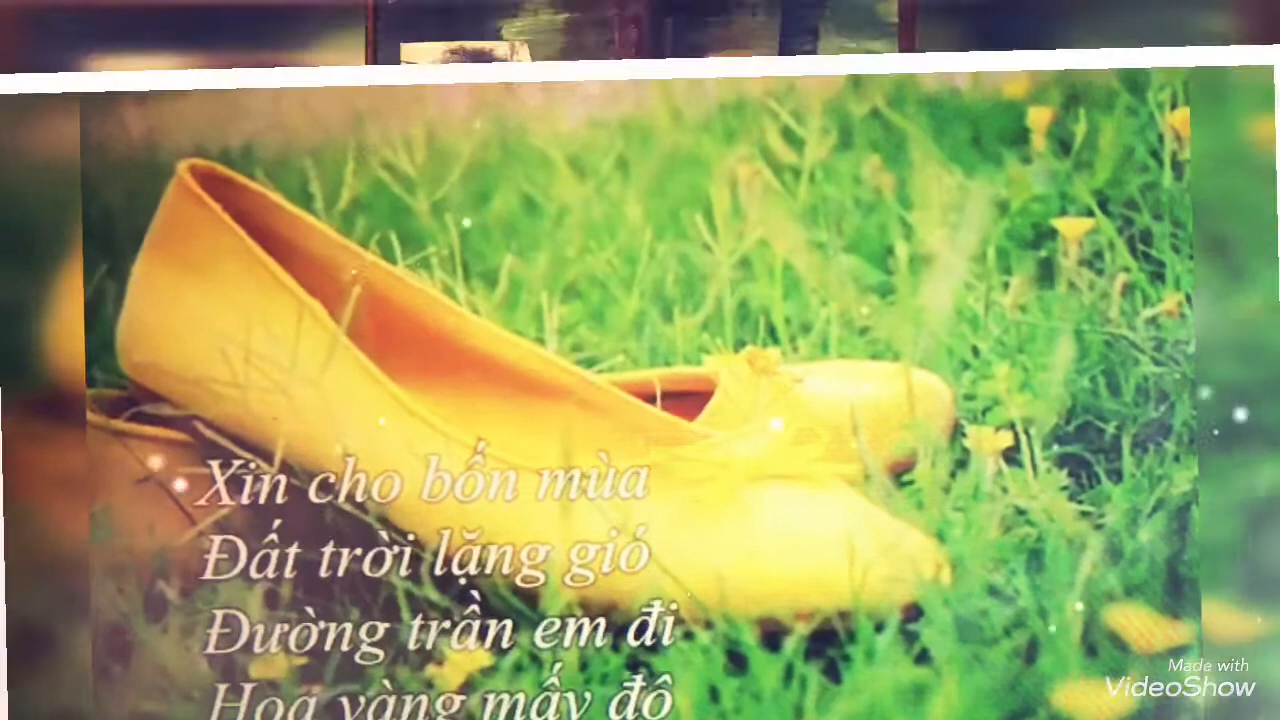 Xin cho bốn mùa
Đất trời lặng gió
Đường trần em đi
Hoa vàng mấy độ
Made with
VideoShow